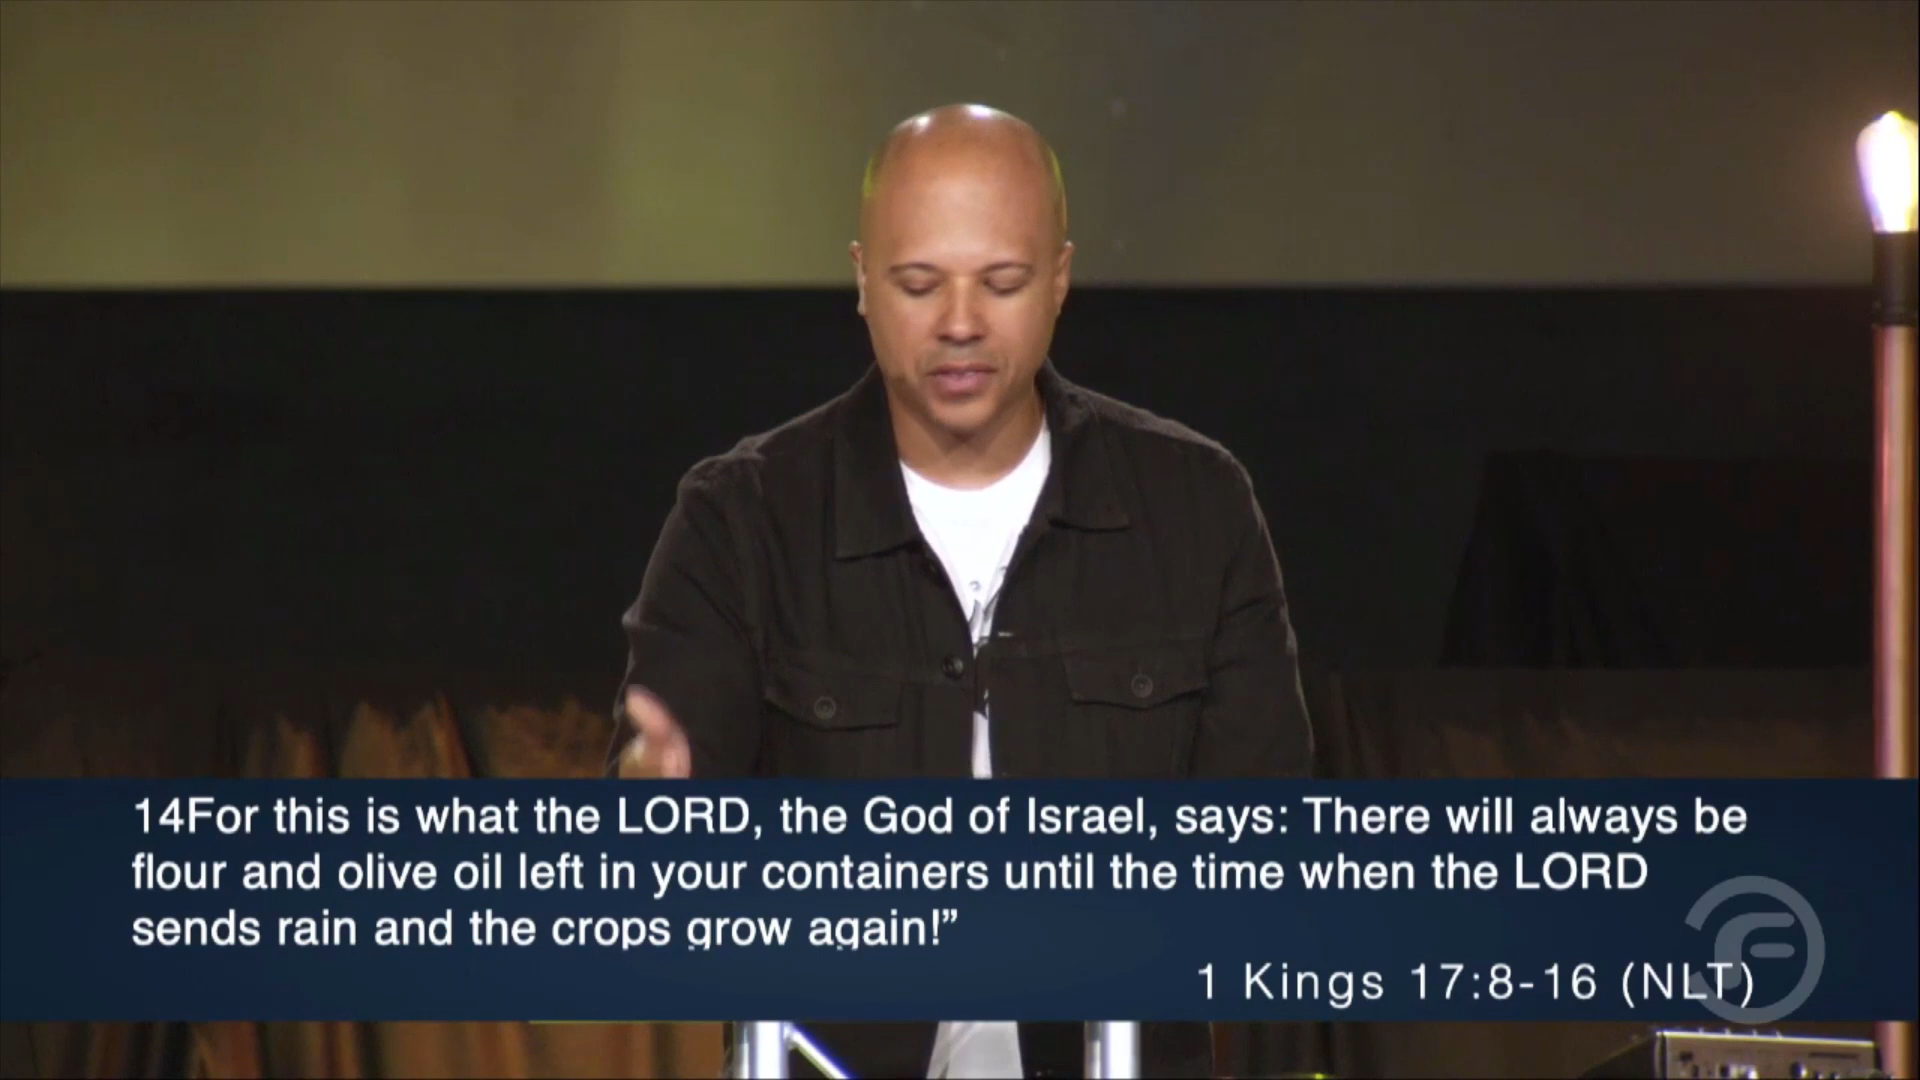 14For this is what the LORD, the God of Israel, says: There will always be
flour and olive oil left in your containers until the time when the LORD
sends rain and the crops grow again!”
1 Kings 17:8-16 (NLT)